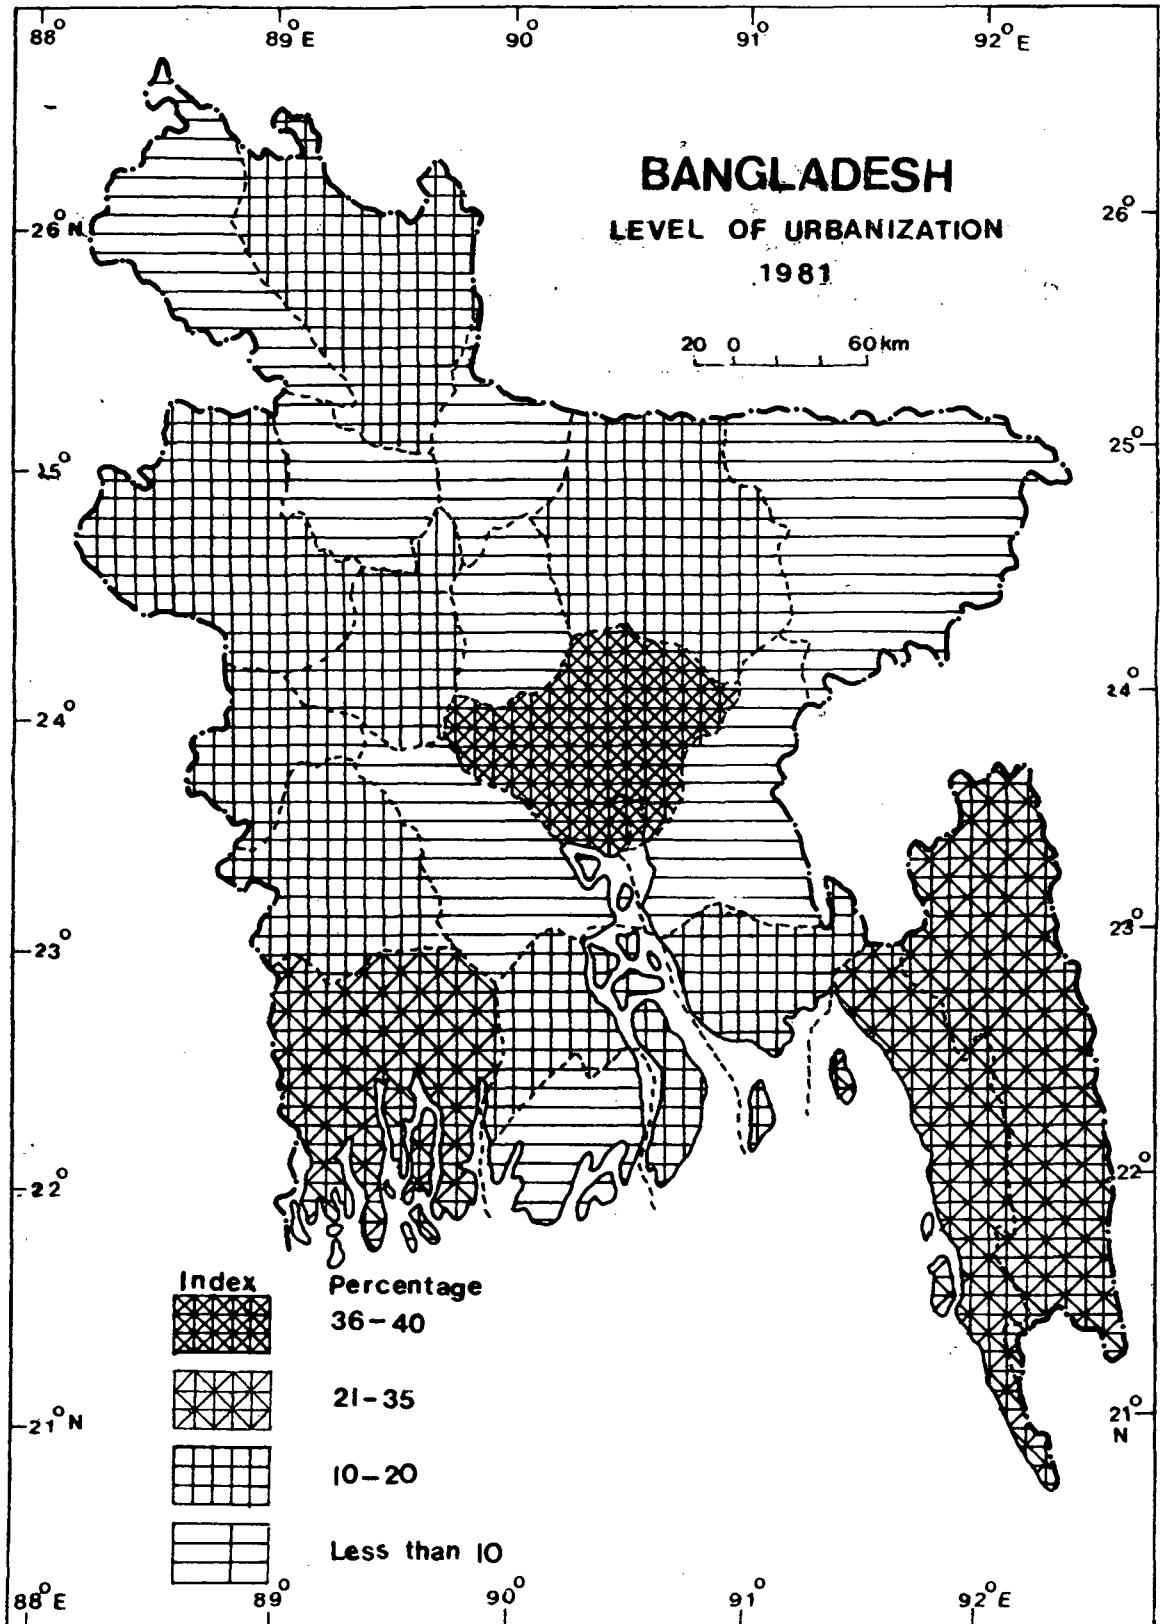 88° 89°E 90° 91° 92°E
BANGLADESH
LEVEL OF URBANIZATION
1981
20 0 60 km
26°N 26°
25° 25°
24° 24°
23° 23°
22° 22°
Index Percentage
36-40
21-35
10-20
Less than 10
21°N 21°
N
88°E 89° 90° 91° 92°E